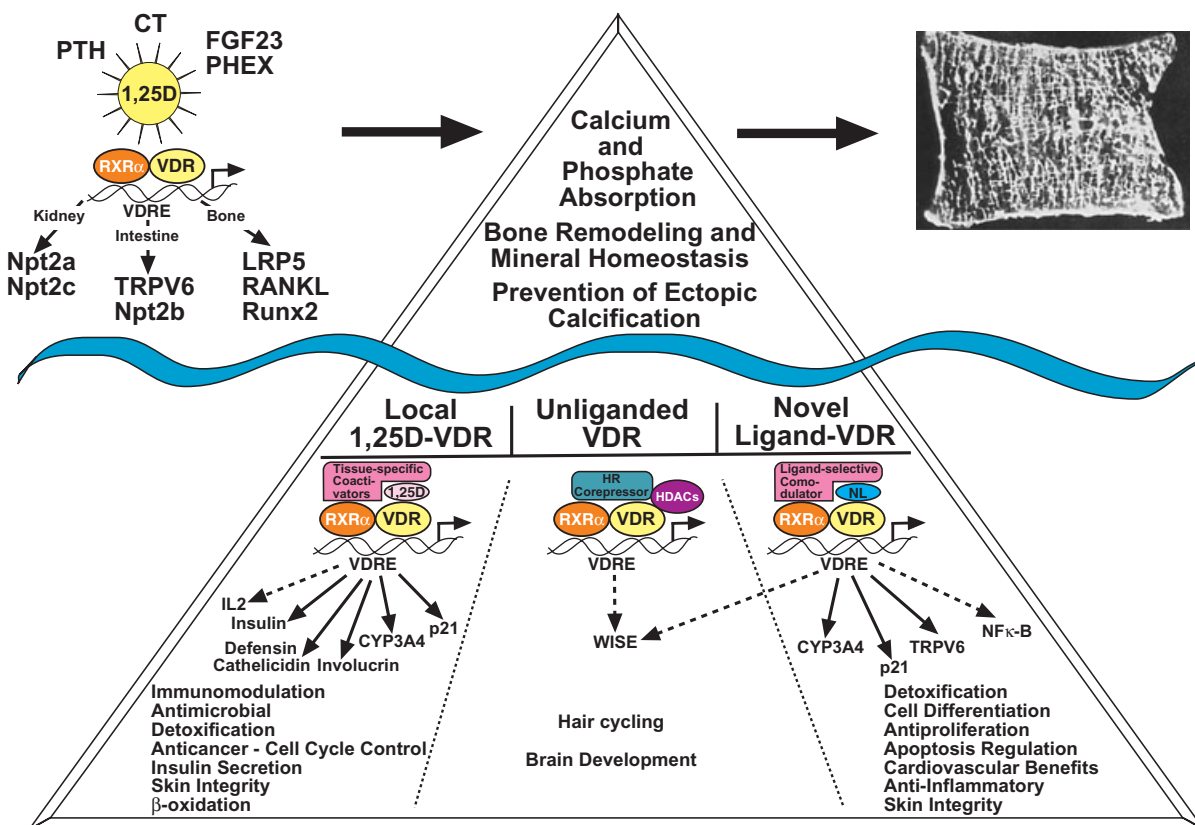 CT
PTH
FGF23
PHEX
1,25D
RXRα
VDR
VDRE
Kidney
Intestine
Bone
Npt2a
Npt2c
TRPV6
Npt2b
LRP5
RANKL
Runx2
Calcium
and
Phosphate
Absorption
Bone Remodeling and
Mineral Homeostasis
Prevention of Ectopic
Calcification
Local
1,25D-VDR
Unliganded
VDR
Novel
Ligand-VDR
Tissue-specific
Coacti-
vators
1,25D
RXRα
VDR
VDRE
IL2
Insulin
Defensin
Cathelicidin
Involucrin
CYP3A4
p21
Immunomodulation
Antimicrobial
Detoxification
Anticancer - Cell Cycle Control
Insulin Secretion
Skin Integrity
β-oxidation
HR
Corepressor
HDACs
RXRα
VDR
VDRE
WISE
Hair cycling
Brain Development
Ligand-selective
Como-
dulator
NL
RXRα
VDR
VDRE
CYP3A4
p21
TRPV6
NFκ-B
Detoxification
Cell Differentiation
Antiproliferation
Apoptosis Regulation
Cardiovascular Benefits
Anti-Inflammatory
Skin Integrity